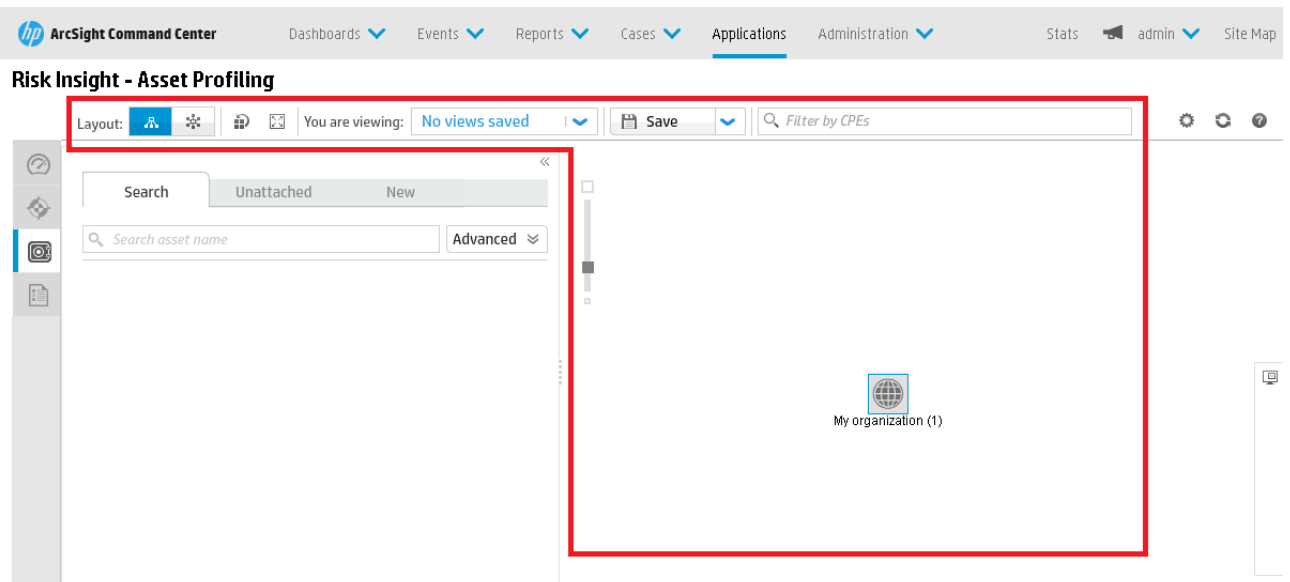 hp ArcSight Command Center Dashboards Events Reports Cases Applications Administration Stats admin Site Map
Risk Insight - Asset Profiling
Layout: You are viewing: No views saved Save Filter by CPEs
Search Unattached New
Search asset name Advanced
My organization (1)